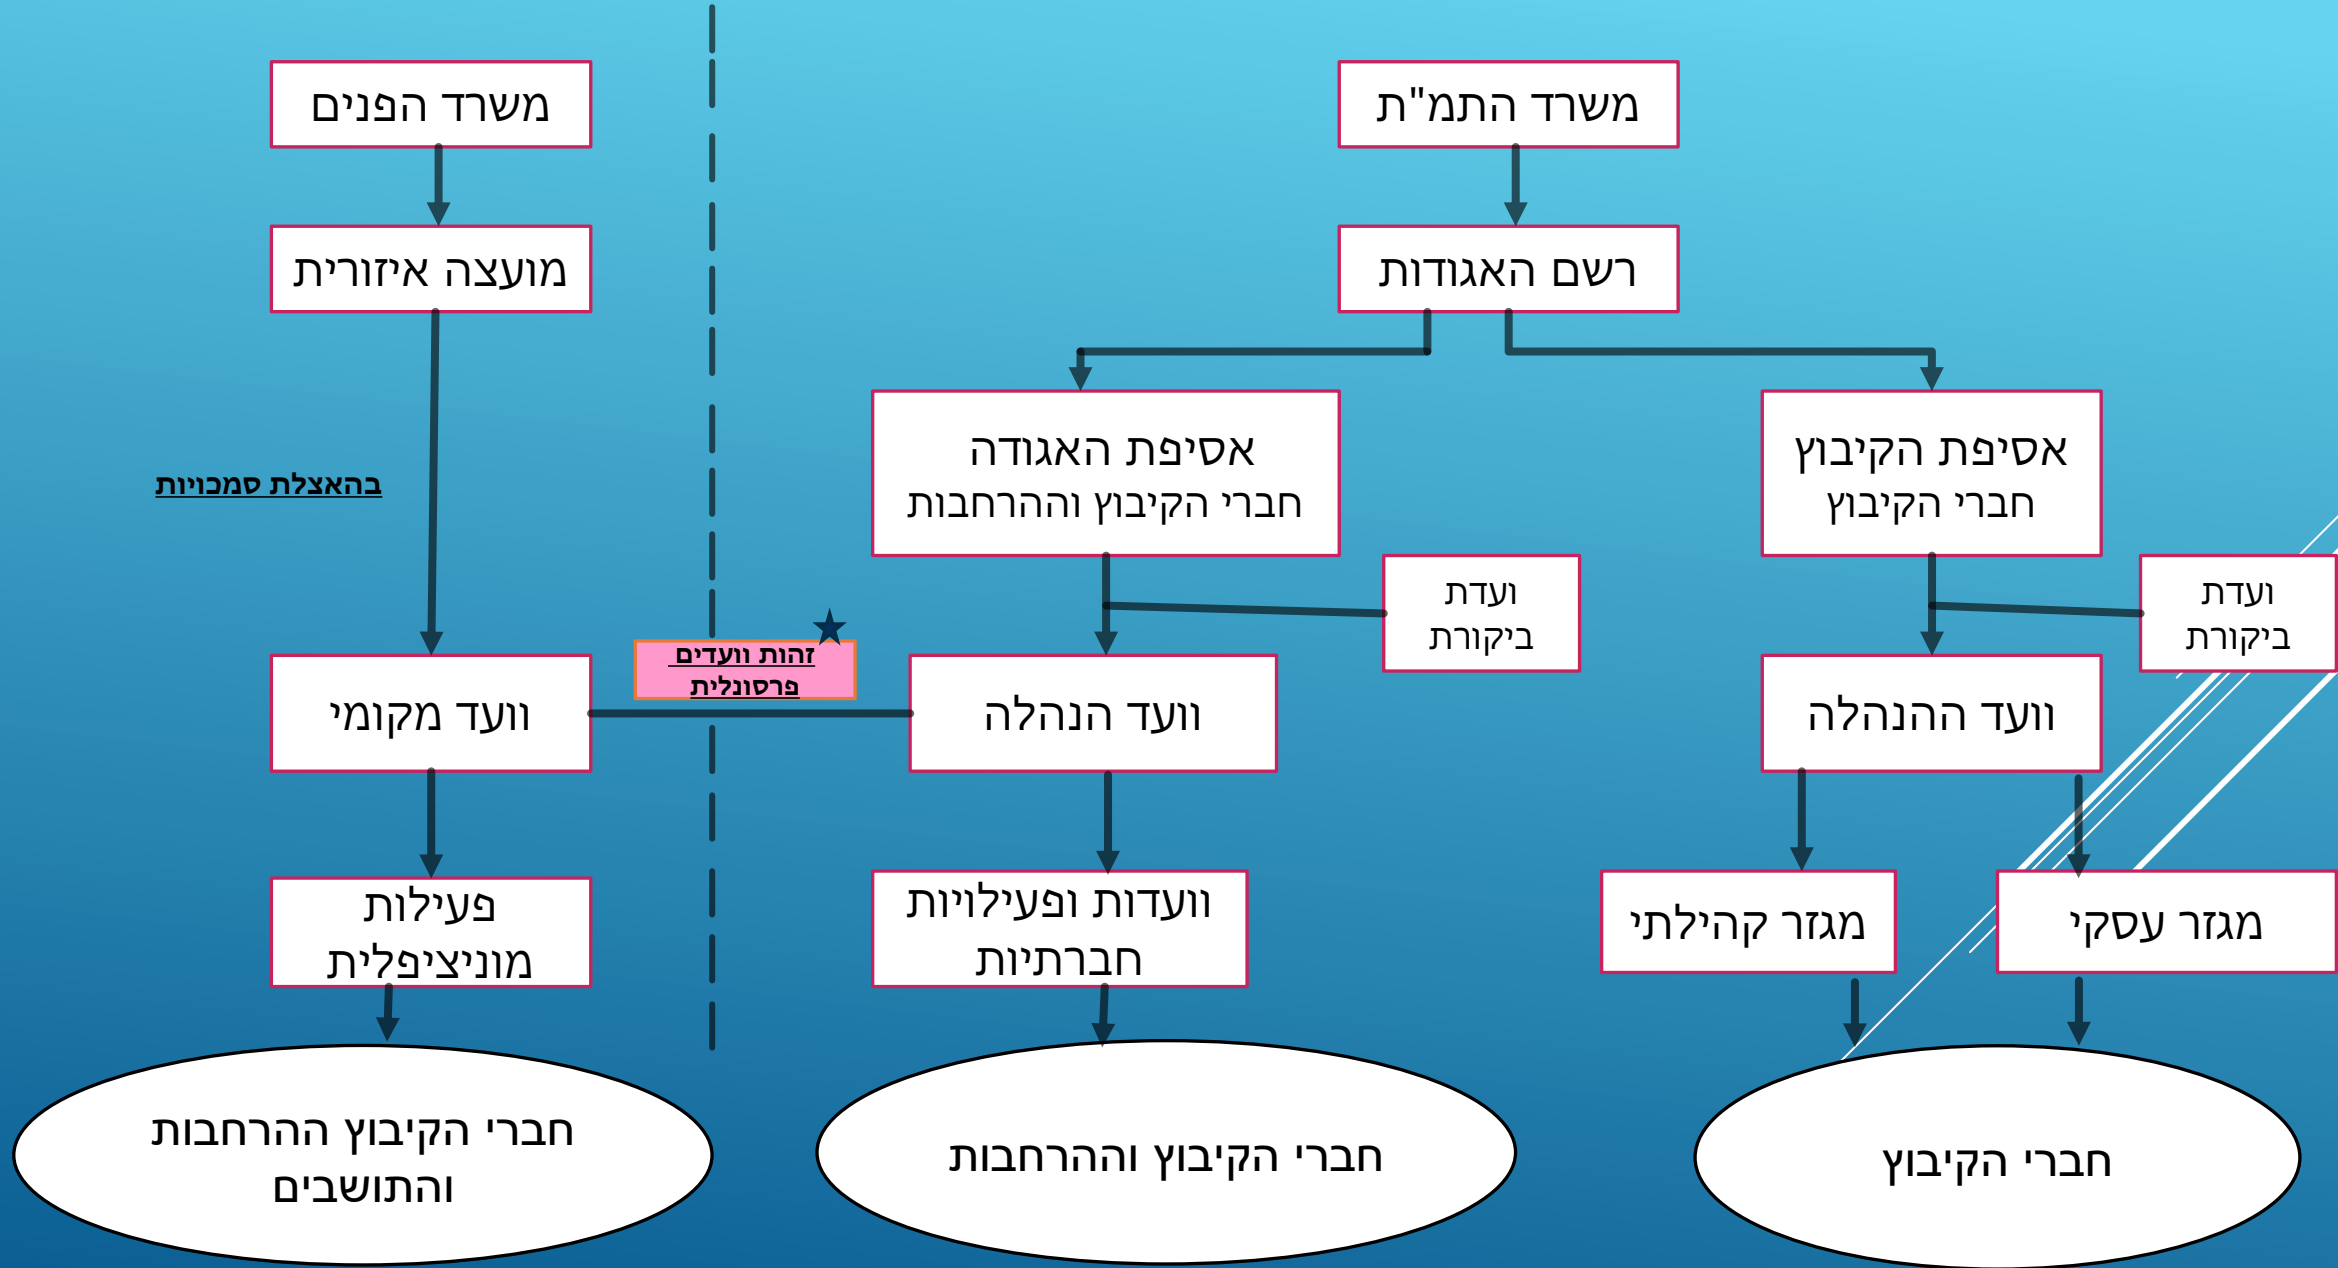 משרד התמ"ת
משרד הפנים
רשם האגודות
מועצה איזורית
אסיפת הקיבוץ
חברי הקיבוץ
אסיפת האגודה
חברי הקיבוץ וההרחבות
בהאצלת סמכויות
ועדת
ביקורת
ועדת
ביקורת
זהות וועדים
פרסונלית
וועד ההנהלה
וועד הנהלה
וועד מקומי
מגזר עסקי
מגזר קהילתי
וועדות ופעילויות
חברתיות
פעילות
מוניציפלית
חברי הקיבוץ
חברי הקיבוץ וההרחבות
חברי הקיבוץ ההרחבות
והתושבים